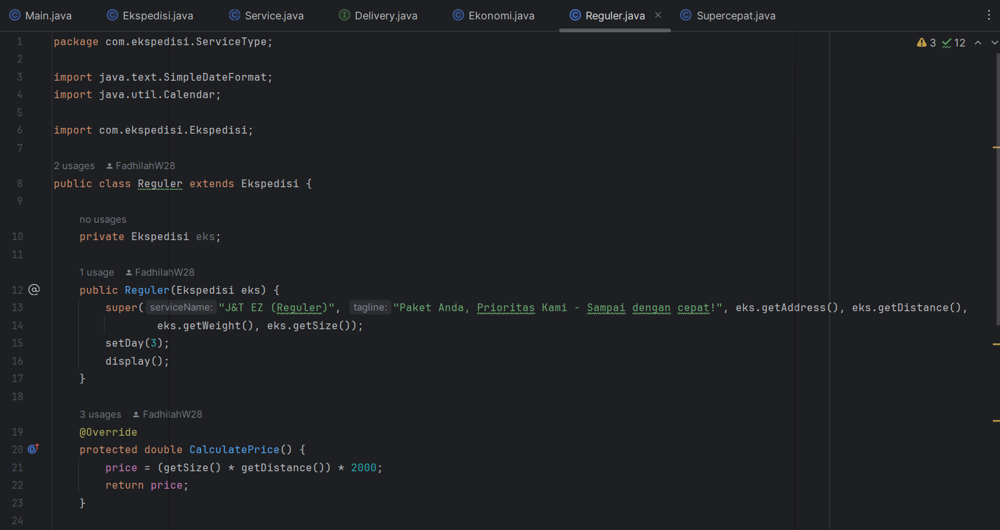 Main.java Ekspedisi.java Service.java Delivery.java Ekonomi.java Reguler.java Supercepat.java
3 12
1 package com.ekspedisi.ServiceType;
2
3 import java.text.SimpleDateFormat;
4 import java.util.Calendar;
5
6 import com.ekspedisi.Ekspedisi;
7
2 usages FadhilahW28
8 public class Reguler extends Ekspedisi {
9
no usages
10 private Ekspedisi eks;
11
1 usage FadhilahW28
12 public Reguler(Ekspedisi eks) {
13 super( serviceName: "J&T EZ (Reguler)", tagline: "Paket Anda, Prioritas Kami - Sampai dengan cepat!", eks.getAddress(), eks.getDistance(),
14 eks.getWeight(), eks.getSize());
15 setDay(3);
16 display();
17 }
18
3 usages FadhilahW28
19 @Override
20 protected double CalculatePrice() {
21 price = (getSize() * getDistance()) * 2000;
22 return price;
23 }
24